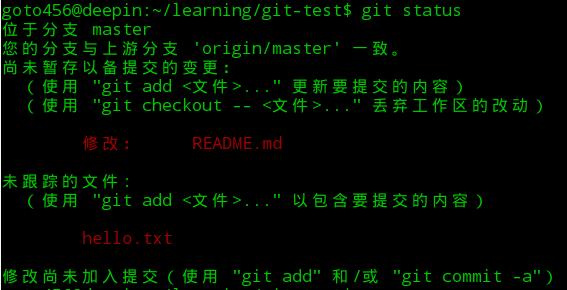 goto456@deepin:~/learning/git-test$ git status
位于分支 master
您的分支与上游分支 'origin/master' 一致。
尚未暂存以备提交的变更：
（使用 "git add <文件>..." 更新要提交的内容）
（使用 "git checkout -- <文件>..." 丢弃工作区的改动）
修改： README.md
未跟踪的文件：
（使用 "git add <文件>..." 以包含要提交的内容）
hello.txt
修改尚未加入提交（使用 "git add" 和/或 "git commit -a"）